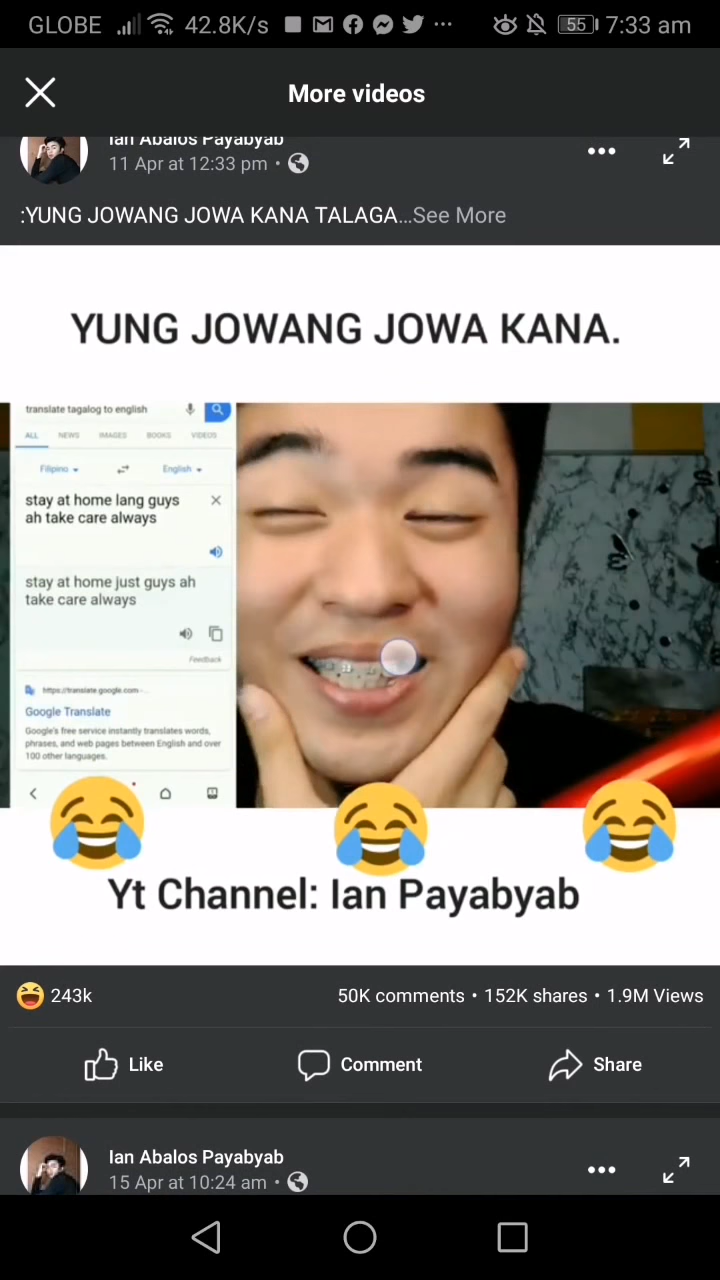 GLOBE 42.8K/s 55 7:33 am
More videos
Ian Abalos Payabyab
11 Apr at 12:33 pm
:YUNG JOWANG JOWA KANA TALAGA...See More
YUNG JOWANG JOWA KANA.
translate tagalog to english
ALL NEWS IMAGES BOOKS VIDEOS
Filipino English
stay at home lang guys
ah take care always
stay at home just guys ah
take care always
Feedback
https://translate.google.com
Google Translate
Google's free service instantly translates words,
phrases, and web pages between English and over
100 other languages.
Yt Channel: Ian Payabyab
243k 50K comments • 152K shares • 1.9M Views
Like Comment Share
Ian Abalos Payabyab
15 Apr at 10:24 am